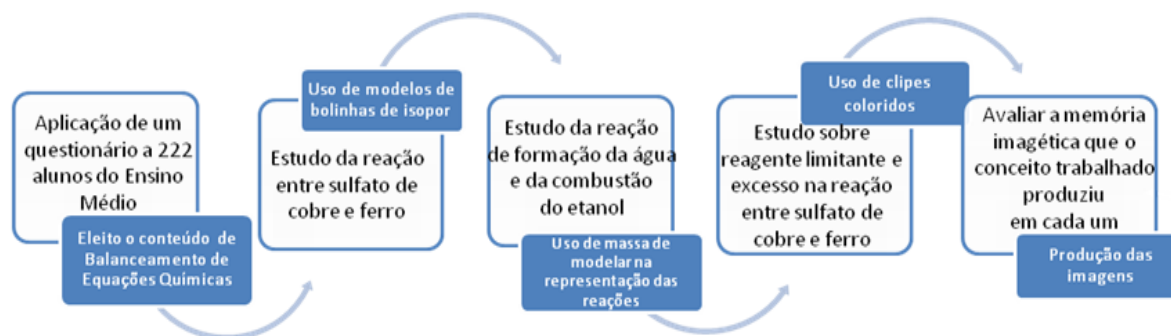 Aplicação de um
questionário a 222
alunos do Ensino
Médio
Eleito o conteúdo de
Balanceamento de
Equações Químicas
Uso de modelos de
bolinhas de isopor
Estudo da reação
entre sulfato de
cobre e ferro
Estudo da reação
de formação da água
e da combustão
do etanol
Uso de massa de
modelar na
representação das
reações
Uso de clipes
coloridos
Estudo sobre
reagente limitante e
excesso na reação
entre sulfato de
cobre e ferro
Avaliar a memória
imagética que o
conceito trabalhado
produziu
em cada um
Produção das
imagens